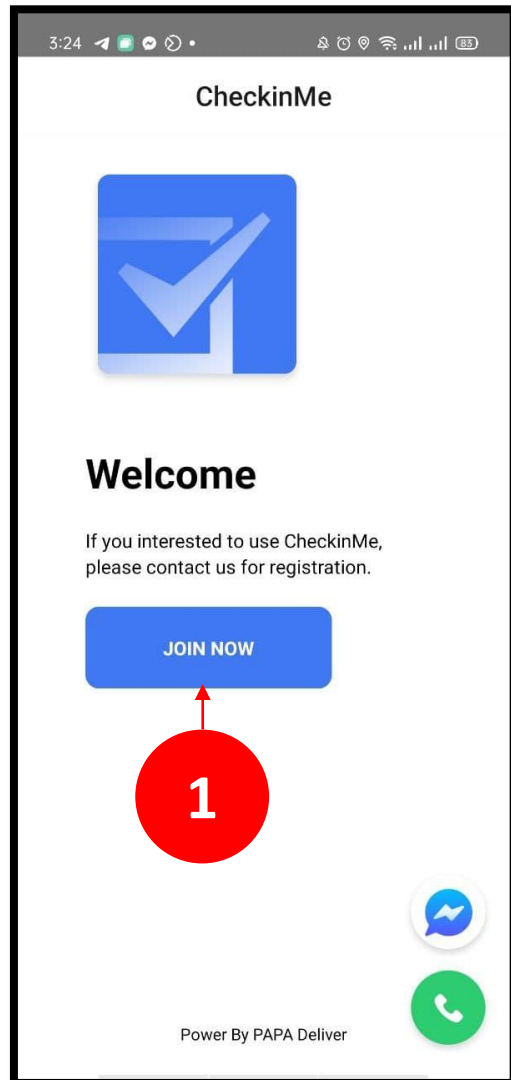 3:24
83
CheckinMe
Welcome
If you interested to use CheckinMe,
please contact us for registration.
JOIN NOW
1
Power By PAPA Deliver